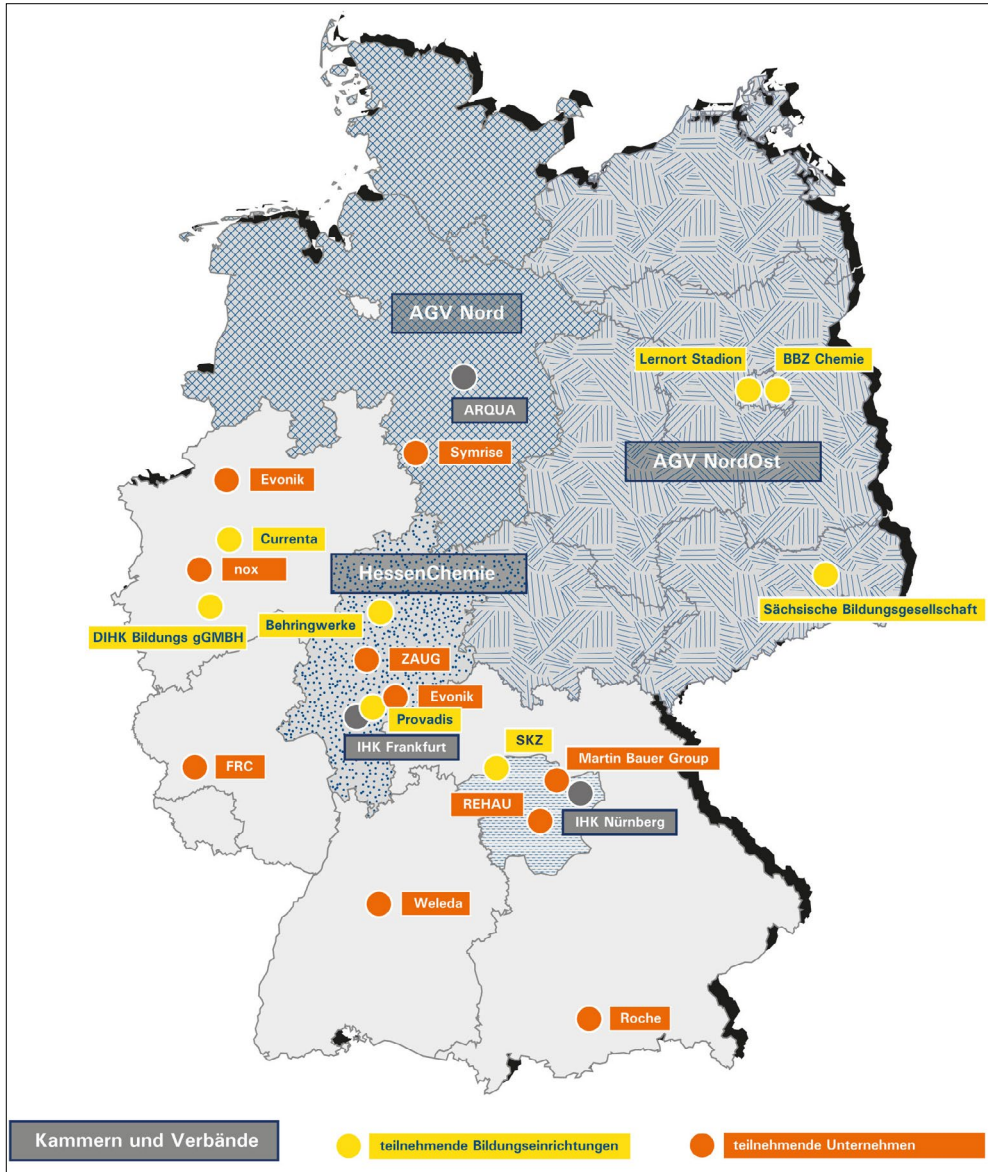 AGV Nord
Lernort Stadion
BBZ Chemie
ARQUA
Symrise
AGV NordOst
Evonik
Currenta
nox
HessenChemie
Sächsische Bildungsgesellschaft
Behringwerke
DIHK Bildungs gGMBH
ZAUG
Evonik
Provadis
IHK Frankfurt
SKZ
Martin Bauer Group
FRC
REHAU
IHK Nürnberg
Weleda
Roche
Kammern und Verbände
teilnehmende Bildungseinrichtungen
teilnehmende Unternehmen